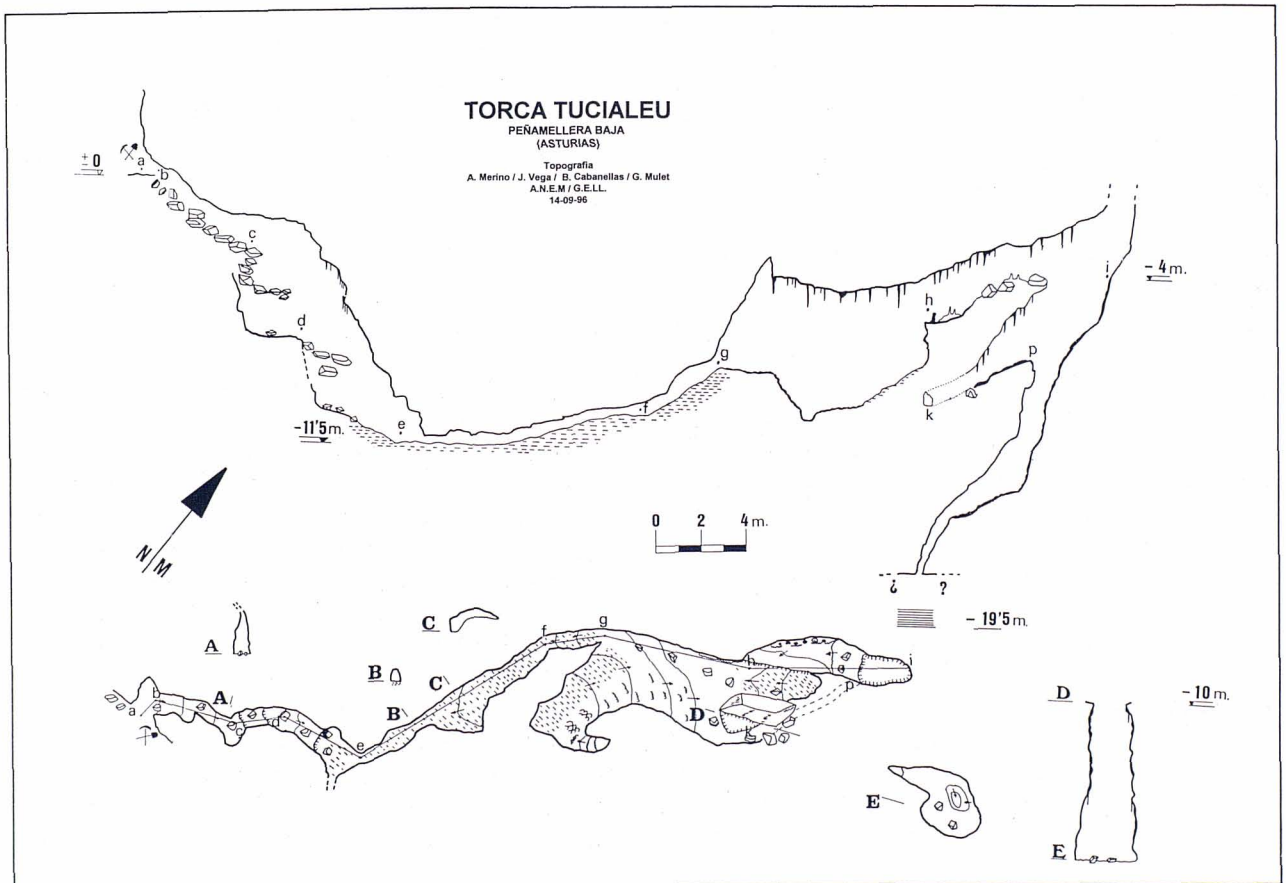 TORCA TUCIALEU
PEÑAMELLERA BAJA
(ASTURIAS)
Topografia
A. Merino / J. Vega / B. Cabanellas / G. Mulet
A.N.E.M / G.E.LL.
14-09-96
±0
a
b
c
d
-11'5 m.
e
f
g
h
i
- 4 m.
p
k
N/M
0 2 4 m.
¿ ?
- 19'5 m.
A
B
C
a
b
A
c
d
e
B
C
f
g
h
i
p
D
D
-10 m.
E
E